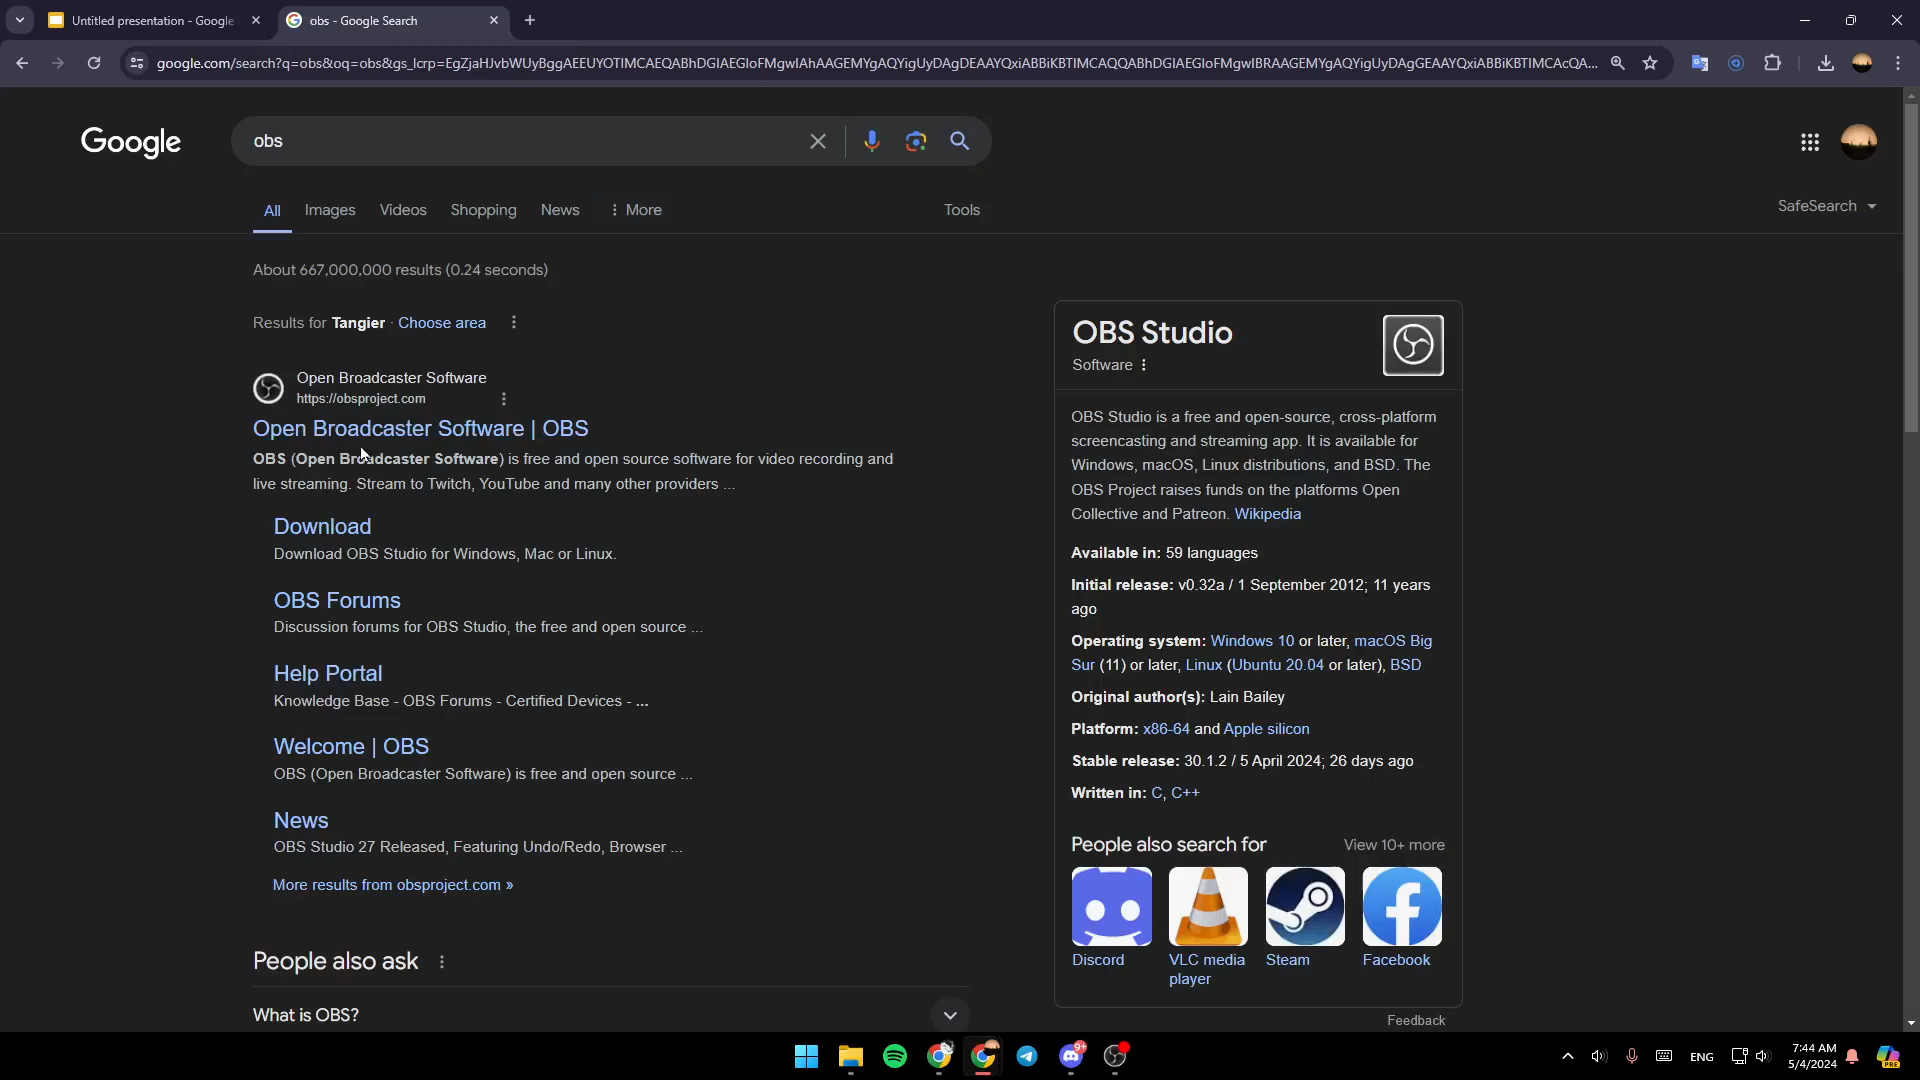 Untitled presentation - Google
obs - Google Search
google.com/search?q=obs&oq=obs&gs_lcrp=EgZjaHJvbWUyBggAEEUYOTIMCAEQABhDGIAEGIoFMgwIAhAAGEMYgAQYigUyDAgDEAAYQxiABBiKBTIMCAQQABhDGIAEGIoFMgwIBRAAGEMYgAQYigUyDAgGEAAYQxiABBiKBTIMCAcQA...
Google
obs
All Images Videos Shopping News More Tools
SafeSearch
About 667,000,000 results (0.24 seconds)
Results for Tangier · Choose area
Open Broadcaster Software
https://obsproject.com
Open Broadcaster Software | OBS
OBS (Open Broadcaster Software) is free and open source software for video recording and
live streaming. Stream to Twitch, YouTube and many other providers ...
Download
Download OBS Studio for Windows, Mac or Linux.
OBS Forums
Discussion forums for OBS Studio, the free and open source ...
Help Portal
Knowledge Base - OBS Forums - Certified Devices - ...
Welcome | OBS
OBS (Open Broadcaster Software) is free and open source ...
News
OBS Studio 27 Released, Featuring Undo/Redo, Browser ...
More results from obsproject.com »
People also ask
What is OBS?
OBS Studio
Software
OBS Studio is a free and open-source, cross-platform
screencasting and streaming app. It is available for
Windows, macOS, Linux distributions, and BSD. The
OBS Project raises funds on the platforms Open
Collective and Patreon. Wikipedia
Available in: 59 languages
Initial release: v0.32a / 1 September 2012; 11 years
ago
Operating system: Windows 10 or later, macOS Big
Sur (11) or later, Linux (Ubuntu 20.04 or later), BSD
Original author(s): Lain Bailey
Platform: x86-64 and Apple silicon
Stable release: 30.1.2 / 5 April 2024; 26 days ago
Written in: C, C++
People also search for
View 10+ more
Discord
VLC media
player
Steam
Facebook
Feedback
9+
ENG
7:44 AM
5/4/2024
PRE